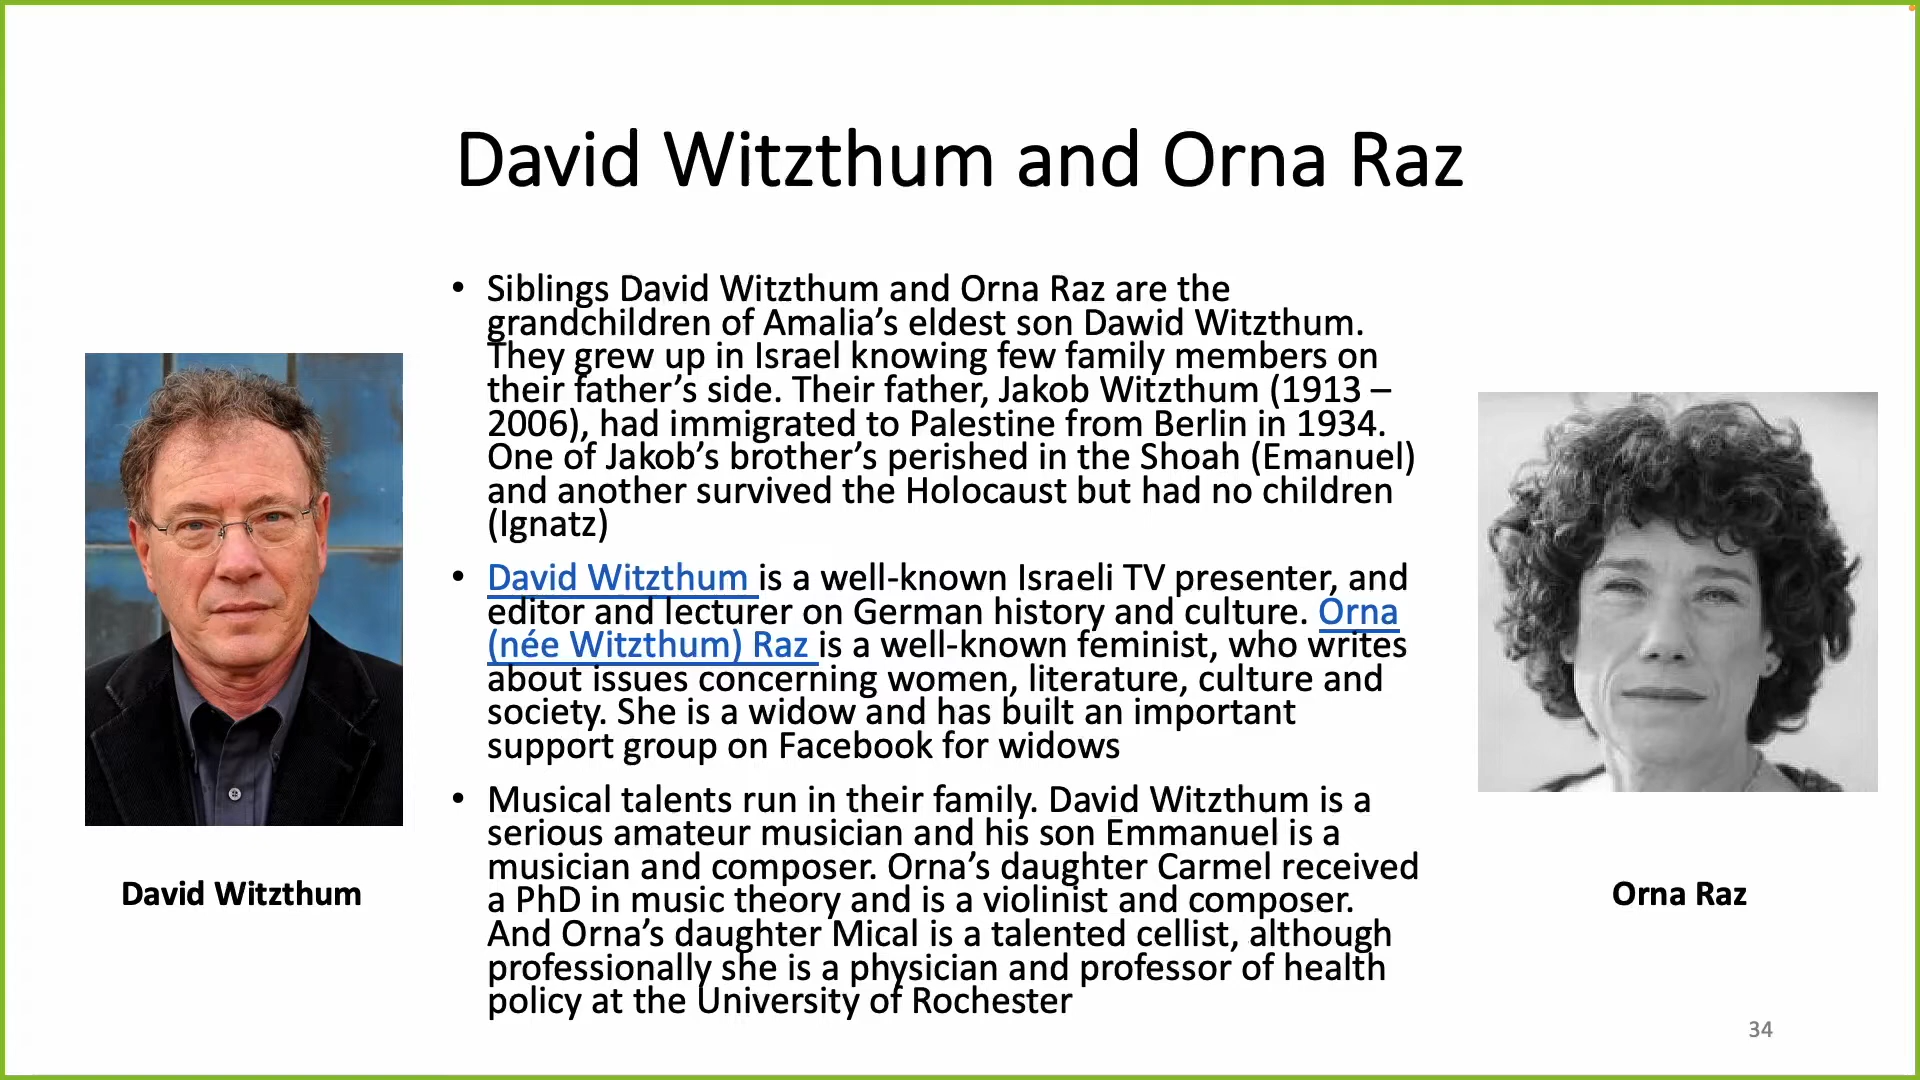 David Witzthum and Orna Raz
• Siblings David Witzthum and Orna Raz are the
grandchildren of Amalia’s eldest son Dawid Witzthum.
They grew up in Israel knowing few family members on
their father’s side. Their father, Jakob Witzthum (1913 –
2006), had immigrated to Palestine from Berlin in 1934.
One of Jakob’s brother’s perished in the Shoah (Emanuel)
and another survived the Holocaust but had no children
(Ignatz)
• David Witzthum is a well-known Israeli TV presenter, and
editor and lecturer on German history and culture. Orna
(née Witzthum) Raz is a well-known feminist, who writes
about issues concerning women, literature, culture and
society. She is a widow and has built an important
support group on Facebook for widows
• Musical talents run in their family. David Witzthum is a
serious amateur musician and his son Emmanuel is a
musician and composer. Orna’s daughter Carmel received
a PhD in music theory and is a violinist and composer.
And Orna’s daughter Mical is a talented cellist, although
professionally she is a physician and professor of health
policy at the University of Rochester
David Witzthum
Orna Raz
34